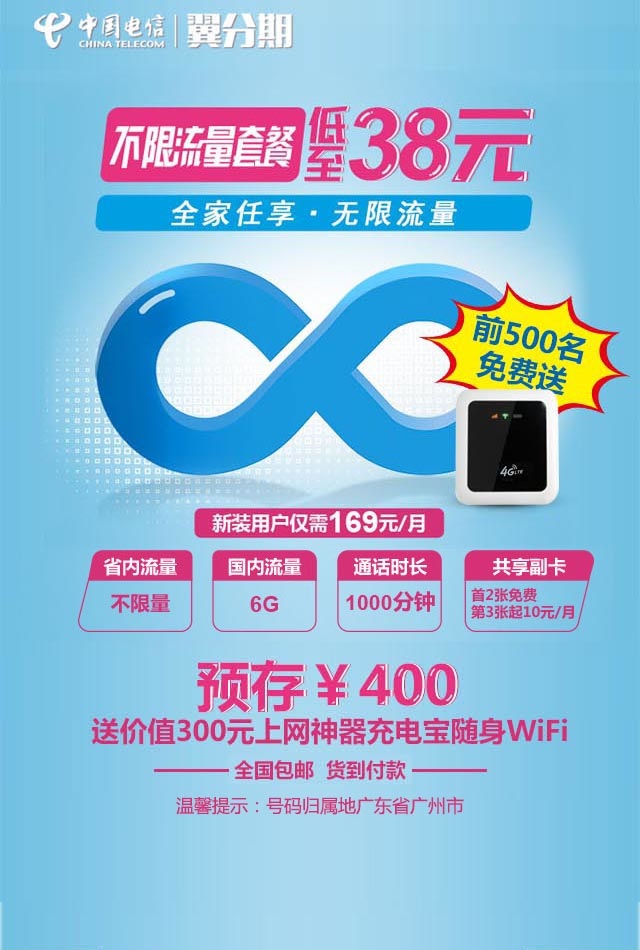 中国电信
CHINA TELECOM
翼分期
不限流量套餐 低至38元
全家任享·无限流量
前500名
免费送
4G LTE
新装用户仅需169元/月
省内流量
不限量
国内流量
6G
通话时长
1000分钟
共享副卡
首2张免费
第3张起10元/月
预存￥400
送价值300元上网神器充电宝随身WiFi
全国包邮 货到付款
温馨提示：号码归属地广东省广州市